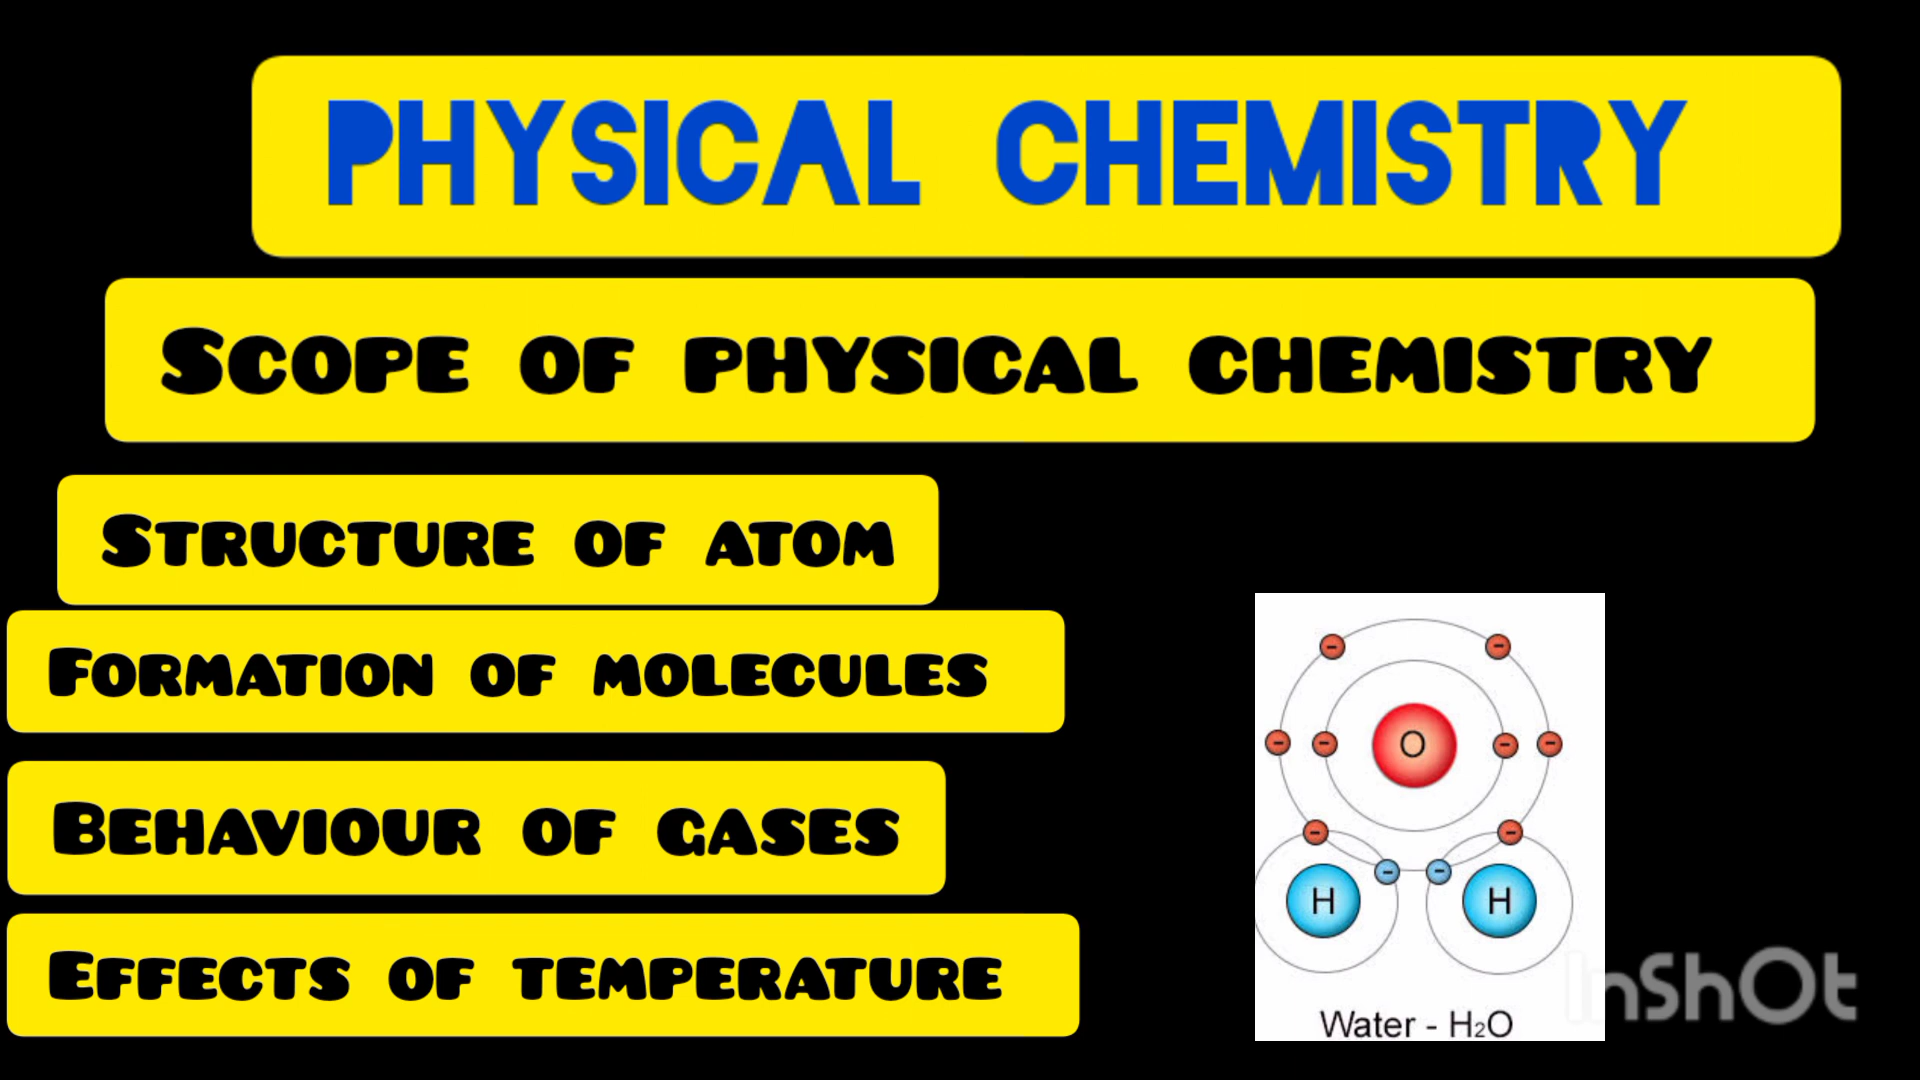 PHYSICAL CHEMISTRY
SCOPE OF PHYSICAL CHEMISTRY
STRUCTURE OF ATOM
FORMATION OF MOLECULES
BEHAVIOUR OF GASES
EFFECTS OF TEMPERATURE
O
H H
Water - H₂O
InShOt